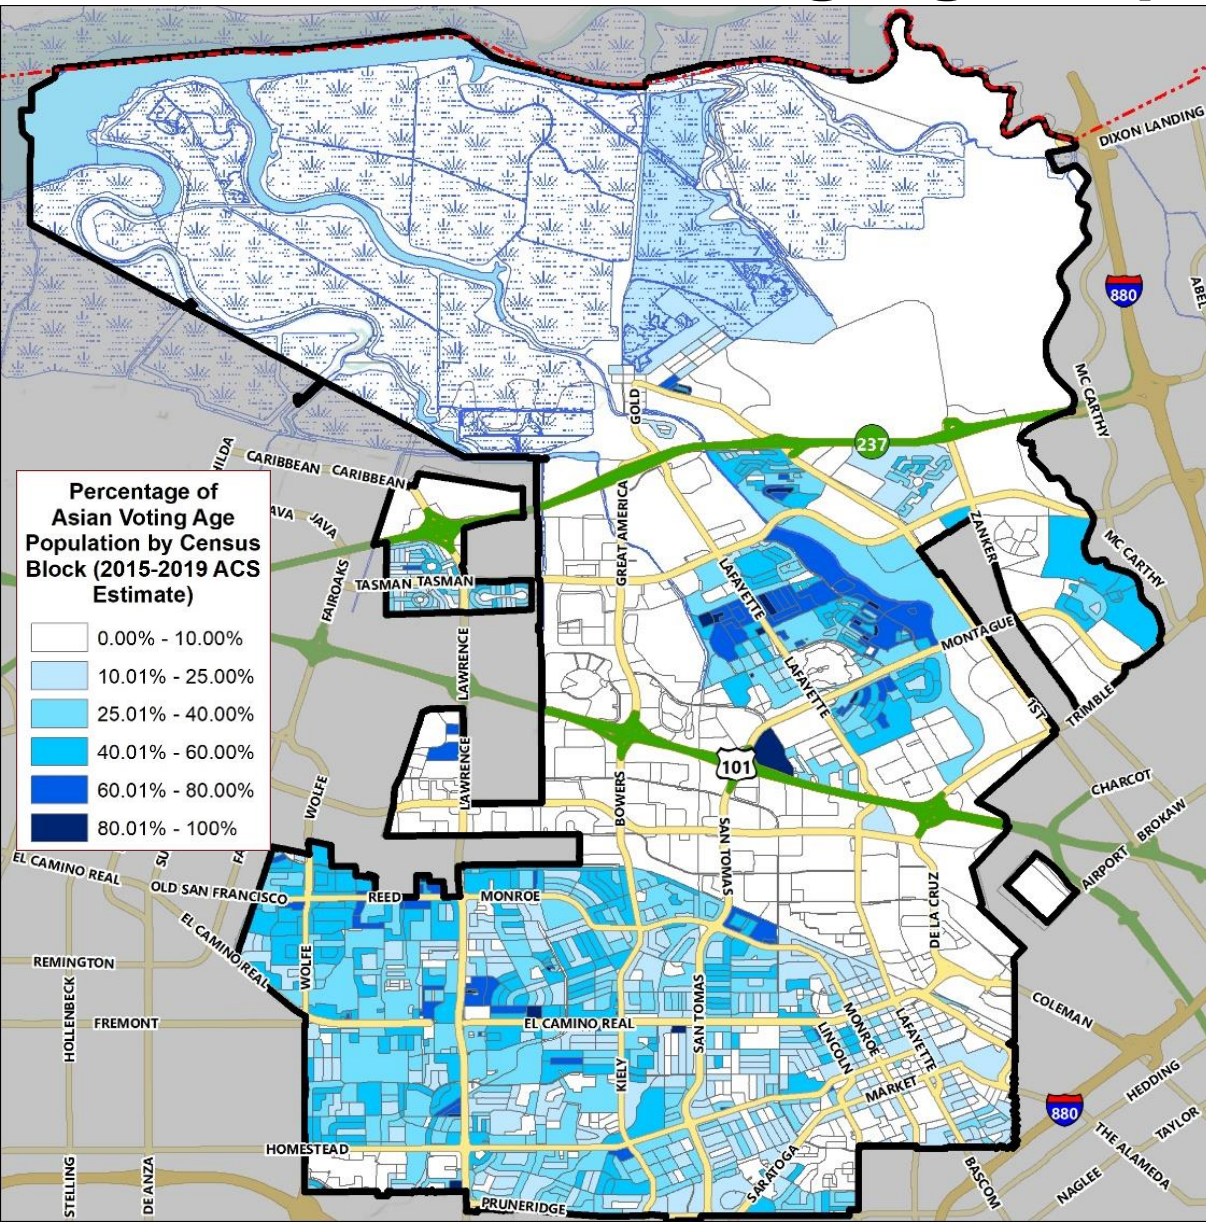 DIXON LANDING
880
ABEL
MC CARTHY
237
GOLD
CARIBBEAN
CARIBBEAN
JAVA
FAIROAKS
TASMAN
TASMAN
GREAT AMERICA
ZANKER
MC CARTHY
LAFAYETTE
MONTAGUE
LAWRENCE
LAFAYETTE
1ST
TRIMBLE
Percentage of
Asian Voting Age
Population by Census
Block (2015-2019 ACS
Estimate)
0.00% - 10.00%
10.01% - 25.00%
25.01% - 40.00%
40.01% - 60.00%
60.01% - 80.00%
80.01% - 100%
LAWRENCE
101
WOLFE
BOWERS
CHARCOT
BROKAW
AIRPORT
SAN TOMAS
DE LA CRUZ
EL CAMINO REAL
OLD SAN FRANCISCO
REED
MONROE
EL CAMINO REAL
WOLFE
REMINGTON
HOLLENBECK
FREMONT
EL CAMINO REAL
SAN TOMAS
KIELY
LINCOLN
MONROE
LAFAYETTE
COLEMAN
MARKET
HEDDING
880
TAYLOR
THE ALAMEDA
NAGLEE
BASCOM
HOMESTEAD
SARATOGA
PRUNERIDGE
STELLING
DE ANZA